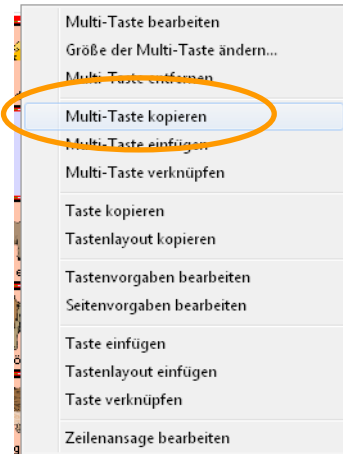 Multi-Taste bearbeiten
Größe der Multi-Taste ändern...
Multi-Taste entfernen
Multi-Taste kopieren
Multi-Taste einfügen
Multi-Taste verknüpfen
Taste kopieren
Tastenlayout kopieren
Tastenvorgaben bearbeiten
Seitenvorgaben bearbeiten
Taste einfügen
Tastenlayout einfügen
Taste verknüpfen
Zeilenansage bearbeiten